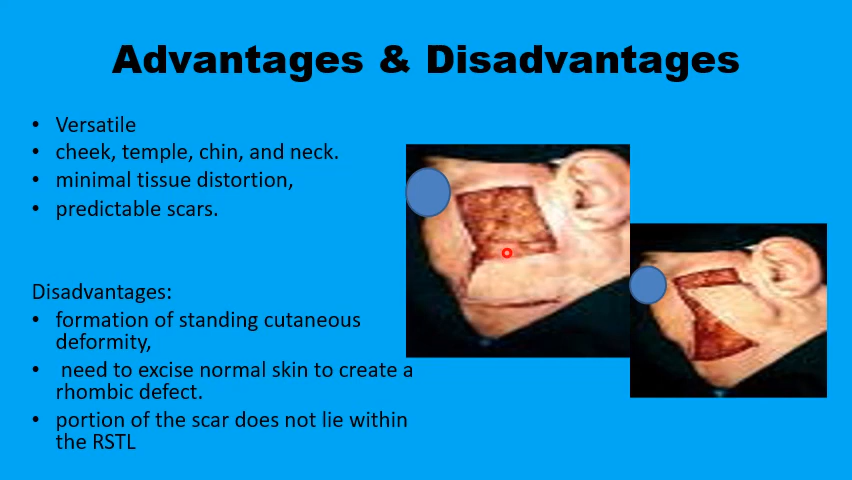 Advantages & Disadvantages
• Versatile
• cheek, temple, chin, and neck.
• minimal tissue distortion,
• predictable scars.
Disadvantages:
• formation of standing cutaneous
deformity,
• need to excise normal skin to create a
rhombic defect.
• portion of the scar does not lie within
the RSTL